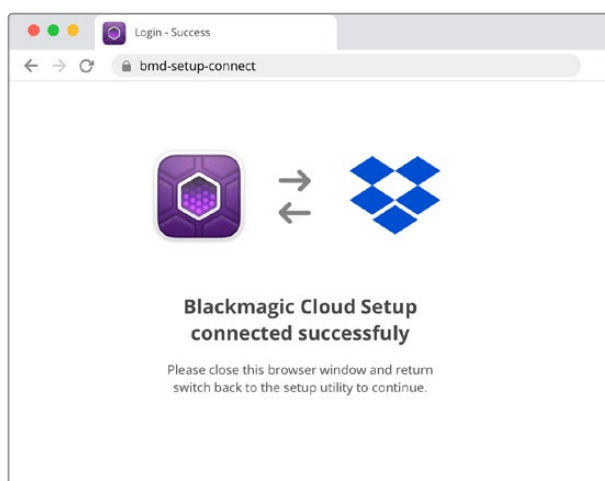 Login - Success
bmd-setup-connect
Blackmagic Cloud Setup
connected successfuly
Please close this browser window and return
switch back to the setup utility to continue.